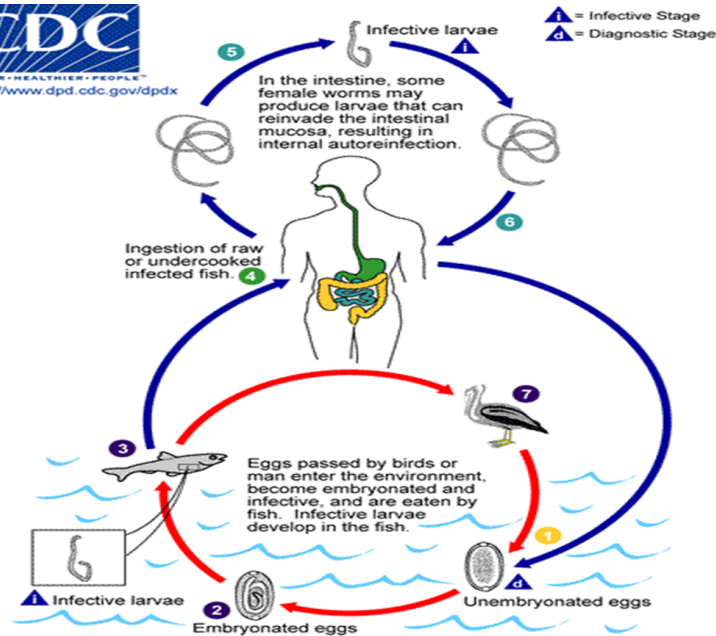 CDC
R•HEALTHIER•PEOPLE™
//www.dpd.cdc.gov/dpdx
i = Infective Stage
d = Diagnostic Stage
5
Infective larvae
i
In the intestine, some
female worms may
produce larvae that can
reinvade the intestinal
mucosa, resulting in
internal autoreinfection.
6
Ingestion of raw
or undercooked
infected fish. 4
7
3
Eggs passed by birds or
man enter the environment,
become embryonated and
infective, and are eaten by
fish. Infective larvae
develop in the fish.
1
d
Unembryonated eggs
i Infective larvae
2
Embryonated eggs